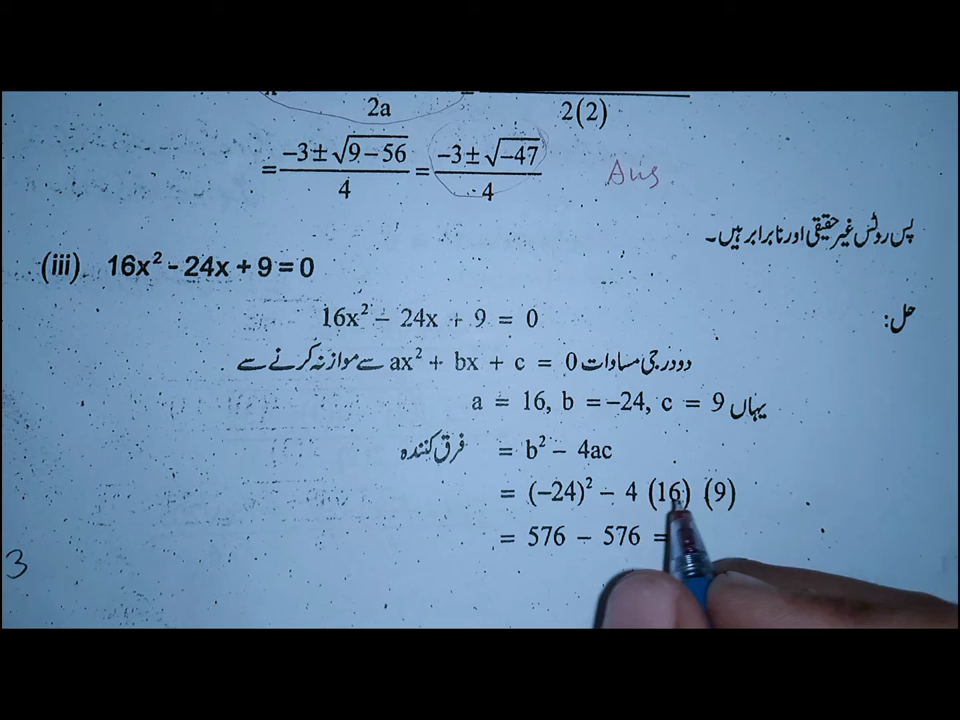 2a
2(2)
= −3 ± √9 − 56 / 4 = −3 ± √−47 / 4
Ans
پس روٹس غیر حقیقی اور نابرابر ہیں۔
(iii) 16x² - 24x + 9 = 0
حل:
16x² − 24x + 9 = 0
دو درجی مساوات ax² + bx + c = 0 سے موازنہ کرنے سے
یہاں a = 16, b = −24, c = 9
فرق کنندہ = b² − 4ac
= (−24)² − 4 (16) (9)
= 576 − 576 =
3